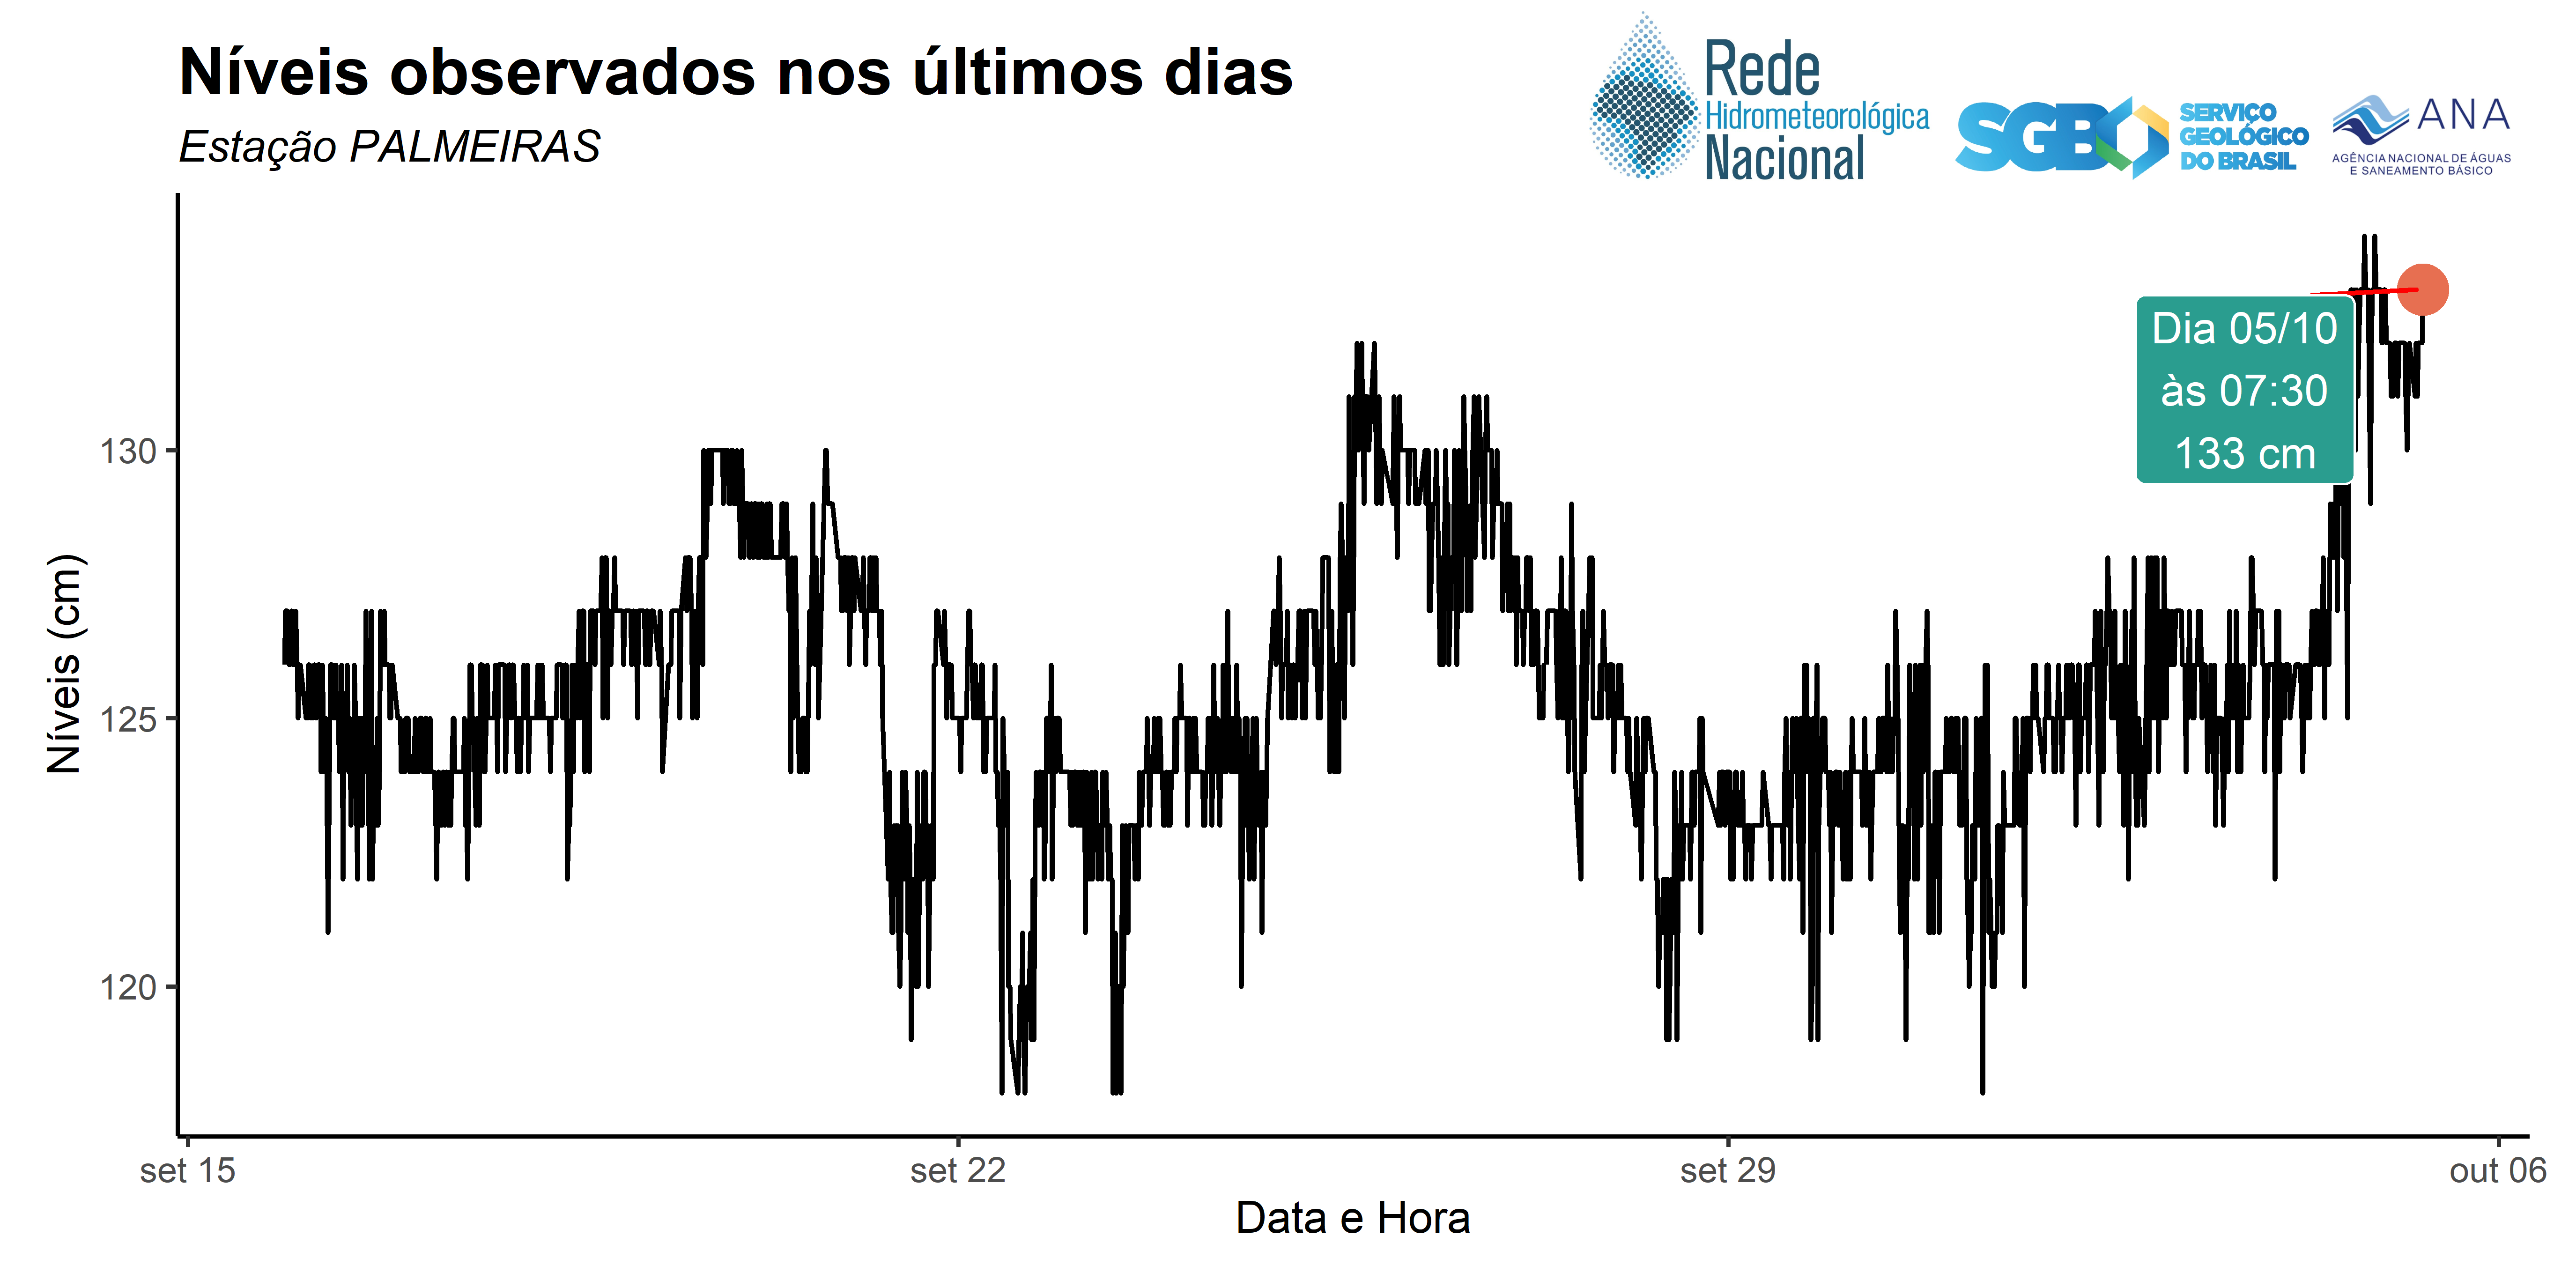 Níveis observados nos últimos dias
Estação PALMEIRAS
Rede
Hidrometeorológica
Nacional
SGB
SERVIÇO
GEOLÓGICO
DO BRASIL
ANA
AGÊNCIA NACIONAL DE ÁGUAS
E SANEAMENTO BÁSICO
Níveis (cm)
130
125
120
Dia 05/10
às 07:30
133 cm
set 15
set 22
set 29
out 06
Data e Hora